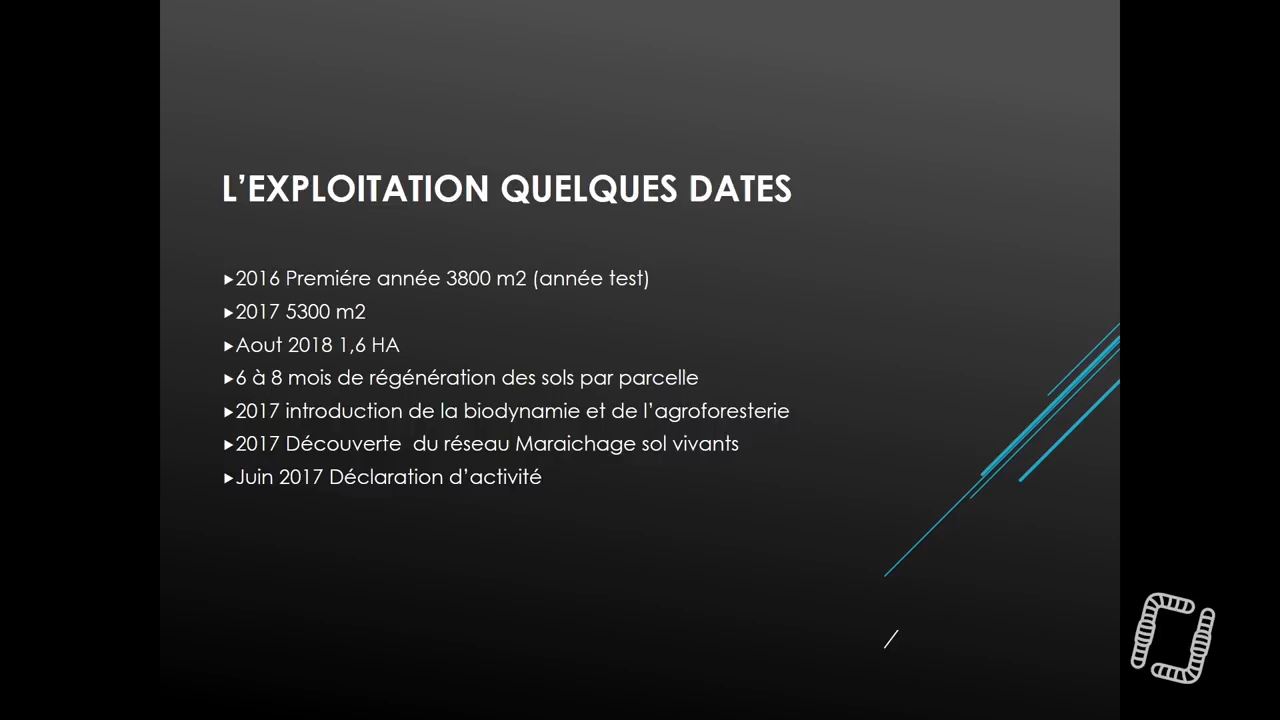 L'EXPLOITATION QUELQUES DATES
2016 Premiére année 3800 m2 (année test)
2017 5300 m2
Aout 2018 1,6 HA
6 à 8 mois de régénération des sols par parcelle
2017 introduction de la biodynamie et de l'agroforesterie
2017 Découverte  du réseau Maraichage sol vivants
Juin 2017 Déclaration d'activité